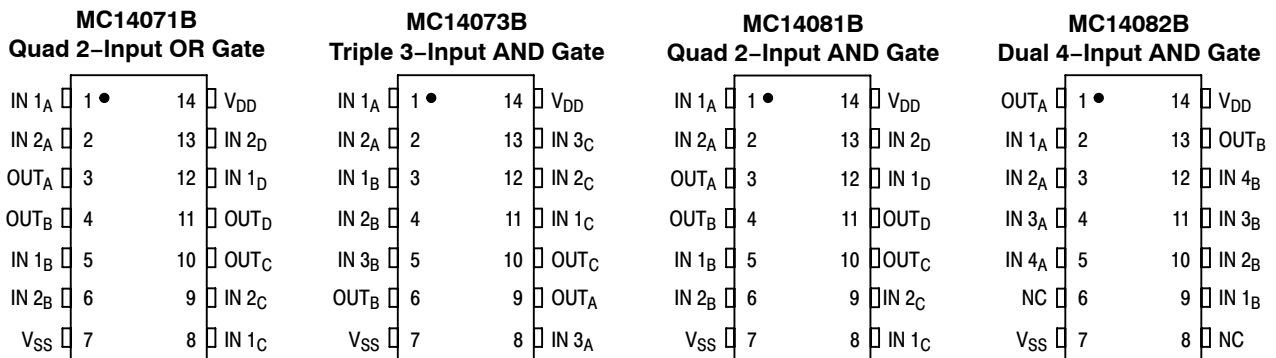 MC14071B
Quad 2−Input OR Gate
IN 1A 1 14 VDD
IN 2A 2 13 IN 2D
OUTA 3 12 IN 1D
OUTB 4 11 OUTD
IN 1B 5 10 OUTC
IN 2B 6 9 IN 2C
VSS 7 8 IN 1C
MC14073B
Triple 3−Input AND Gate
IN 1A 1 14 VDD
IN 2A 2 13 IN 3C
IN 1B 3 12 IN 2C
IN 2B 4 11 IN 1C
IN 3B 5 10 OUTC
OUTB 6 9 OUTA
VSS 7 8 IN 3A
MC14081B
Quad 2−Input AND Gate
IN 1A 1 14 VDD
IN 2A 2 13 IN 2D
OUTA 3 12 IN 1D
OUTB 4 11 OUTD
IN 1B 5 10 OUTC
IN 2B 6 9 IN 2C
VSS 7 8 IN 1C
MC14082B
Dual 4−Input AND Gate
OUTA 1 14 VDD
IN 1A 2 13 OUTB
IN 2A 3 12 IN 4B
IN 3A 4 11 IN 3B
IN 4A 5 10 IN 2B
NC 6 9 IN 1B
VSS 7 8 NC